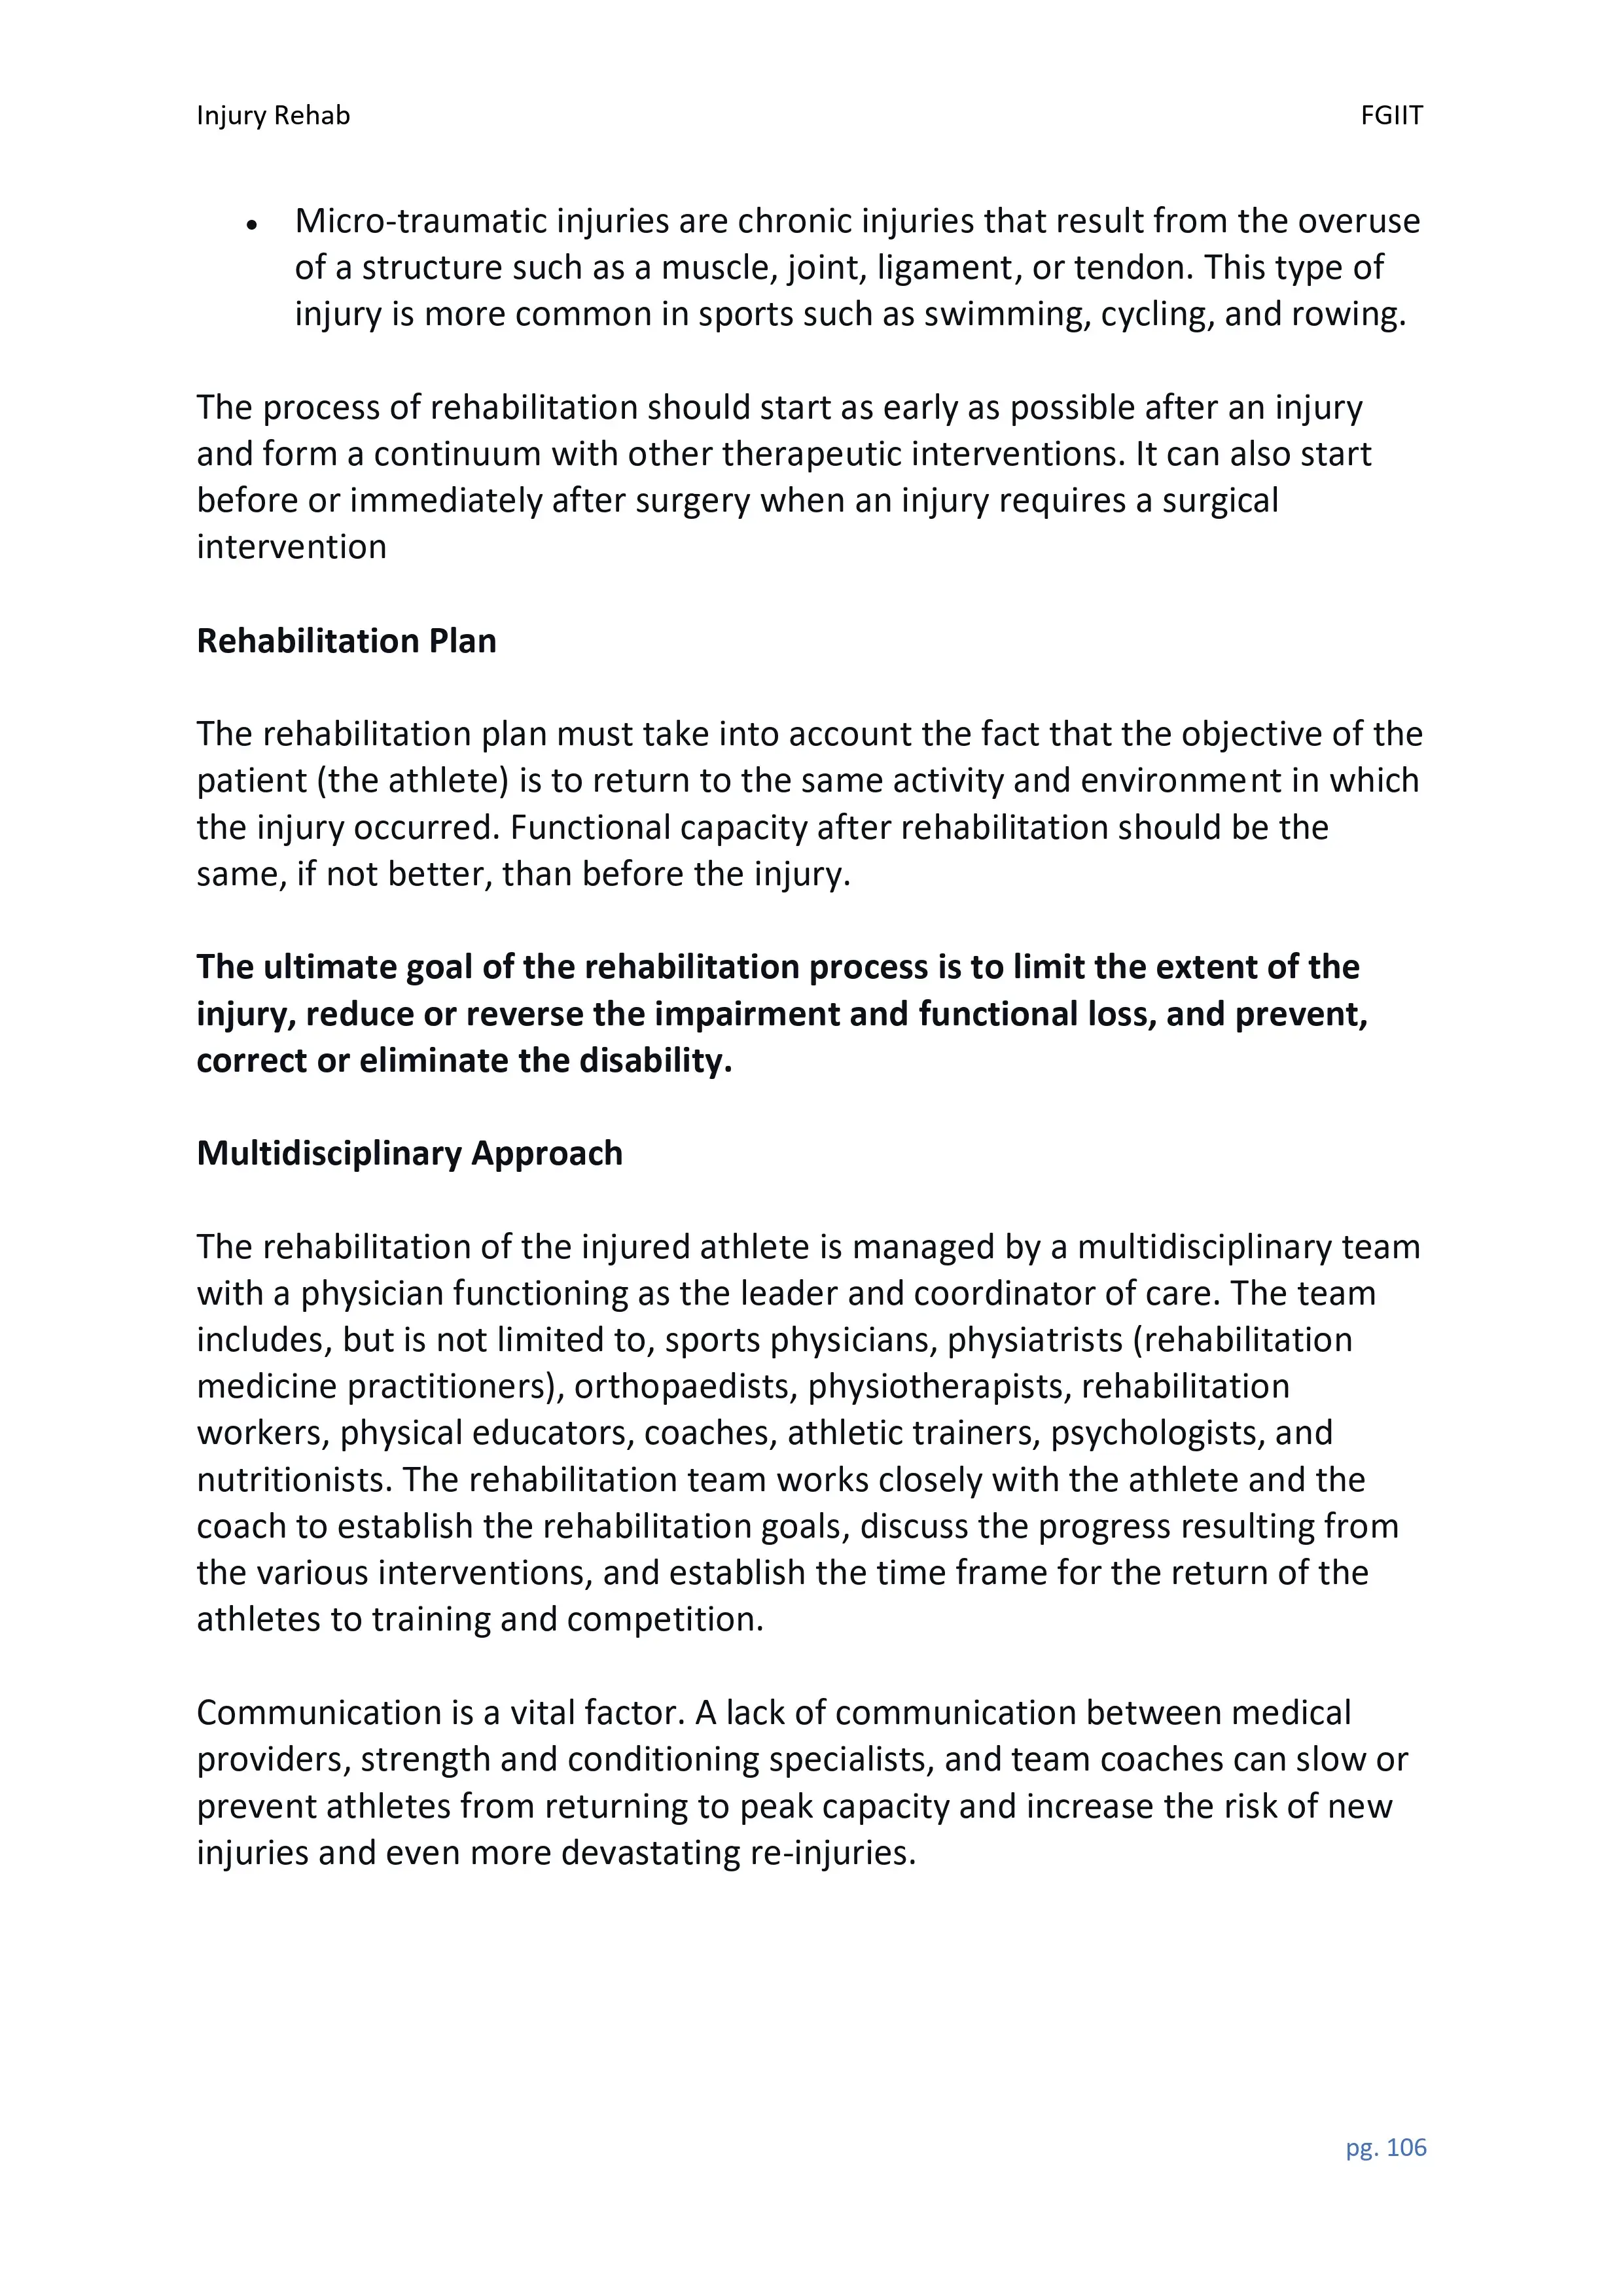 Injury Rehab FGIIT
• Micro-traumatic injuries are chronic injuries that result from the overuse
of a structure such as a muscle, joint, ligament, or tendon. This type of
injury is more common in sports such as swimming, cycling, and rowing.
The process of rehabilitation should start as early as possible after an injury
and form a continuum with other therapeutic interventions. It can also start
before or immediately after surgery when an injury requires a surgical
intervention
Rehabilitation Plan
The rehabilitation plan must take into account the fact that the objective of the
patient (the athlete) is to return to the same activity and environment in which
the injury occurred. Functional capacity after rehabilitation should be the
same, if not better, than before the injury.
The ultimate goal of the rehabilitation process is to limit the extent of the
injury, reduce or reverse the impairment and functional loss, and prevent,
correct or eliminate the disability.
Multidisciplinary Approach
The rehabilitation of the injured athlete is managed by a multidisciplinary team
with a physician functioning as the leader and coordinator of care. The team
includes, but is not limited to, sports physicians, physiatrists (rehabilitation
medicine practitioners), orthopaedists, physiotherapists, rehabilitation
workers, physical educators, coaches, athletic trainers, psychologists, and
nutritionists. The rehabilitation team works closely with the athlete and the
coach to establish the rehabilitation goals, discuss the progress resulting from
the various interventions, and establish the time frame for the return of the
athletes to training and competition.
Communication is a vital factor. A lack of communication between medical
providers, strength and conditioning specialists, and team coaches can slow or
prevent athletes from returning to peak capacity and increase the risk of new
injuries and even more devastating re-injuries.
pg. 106